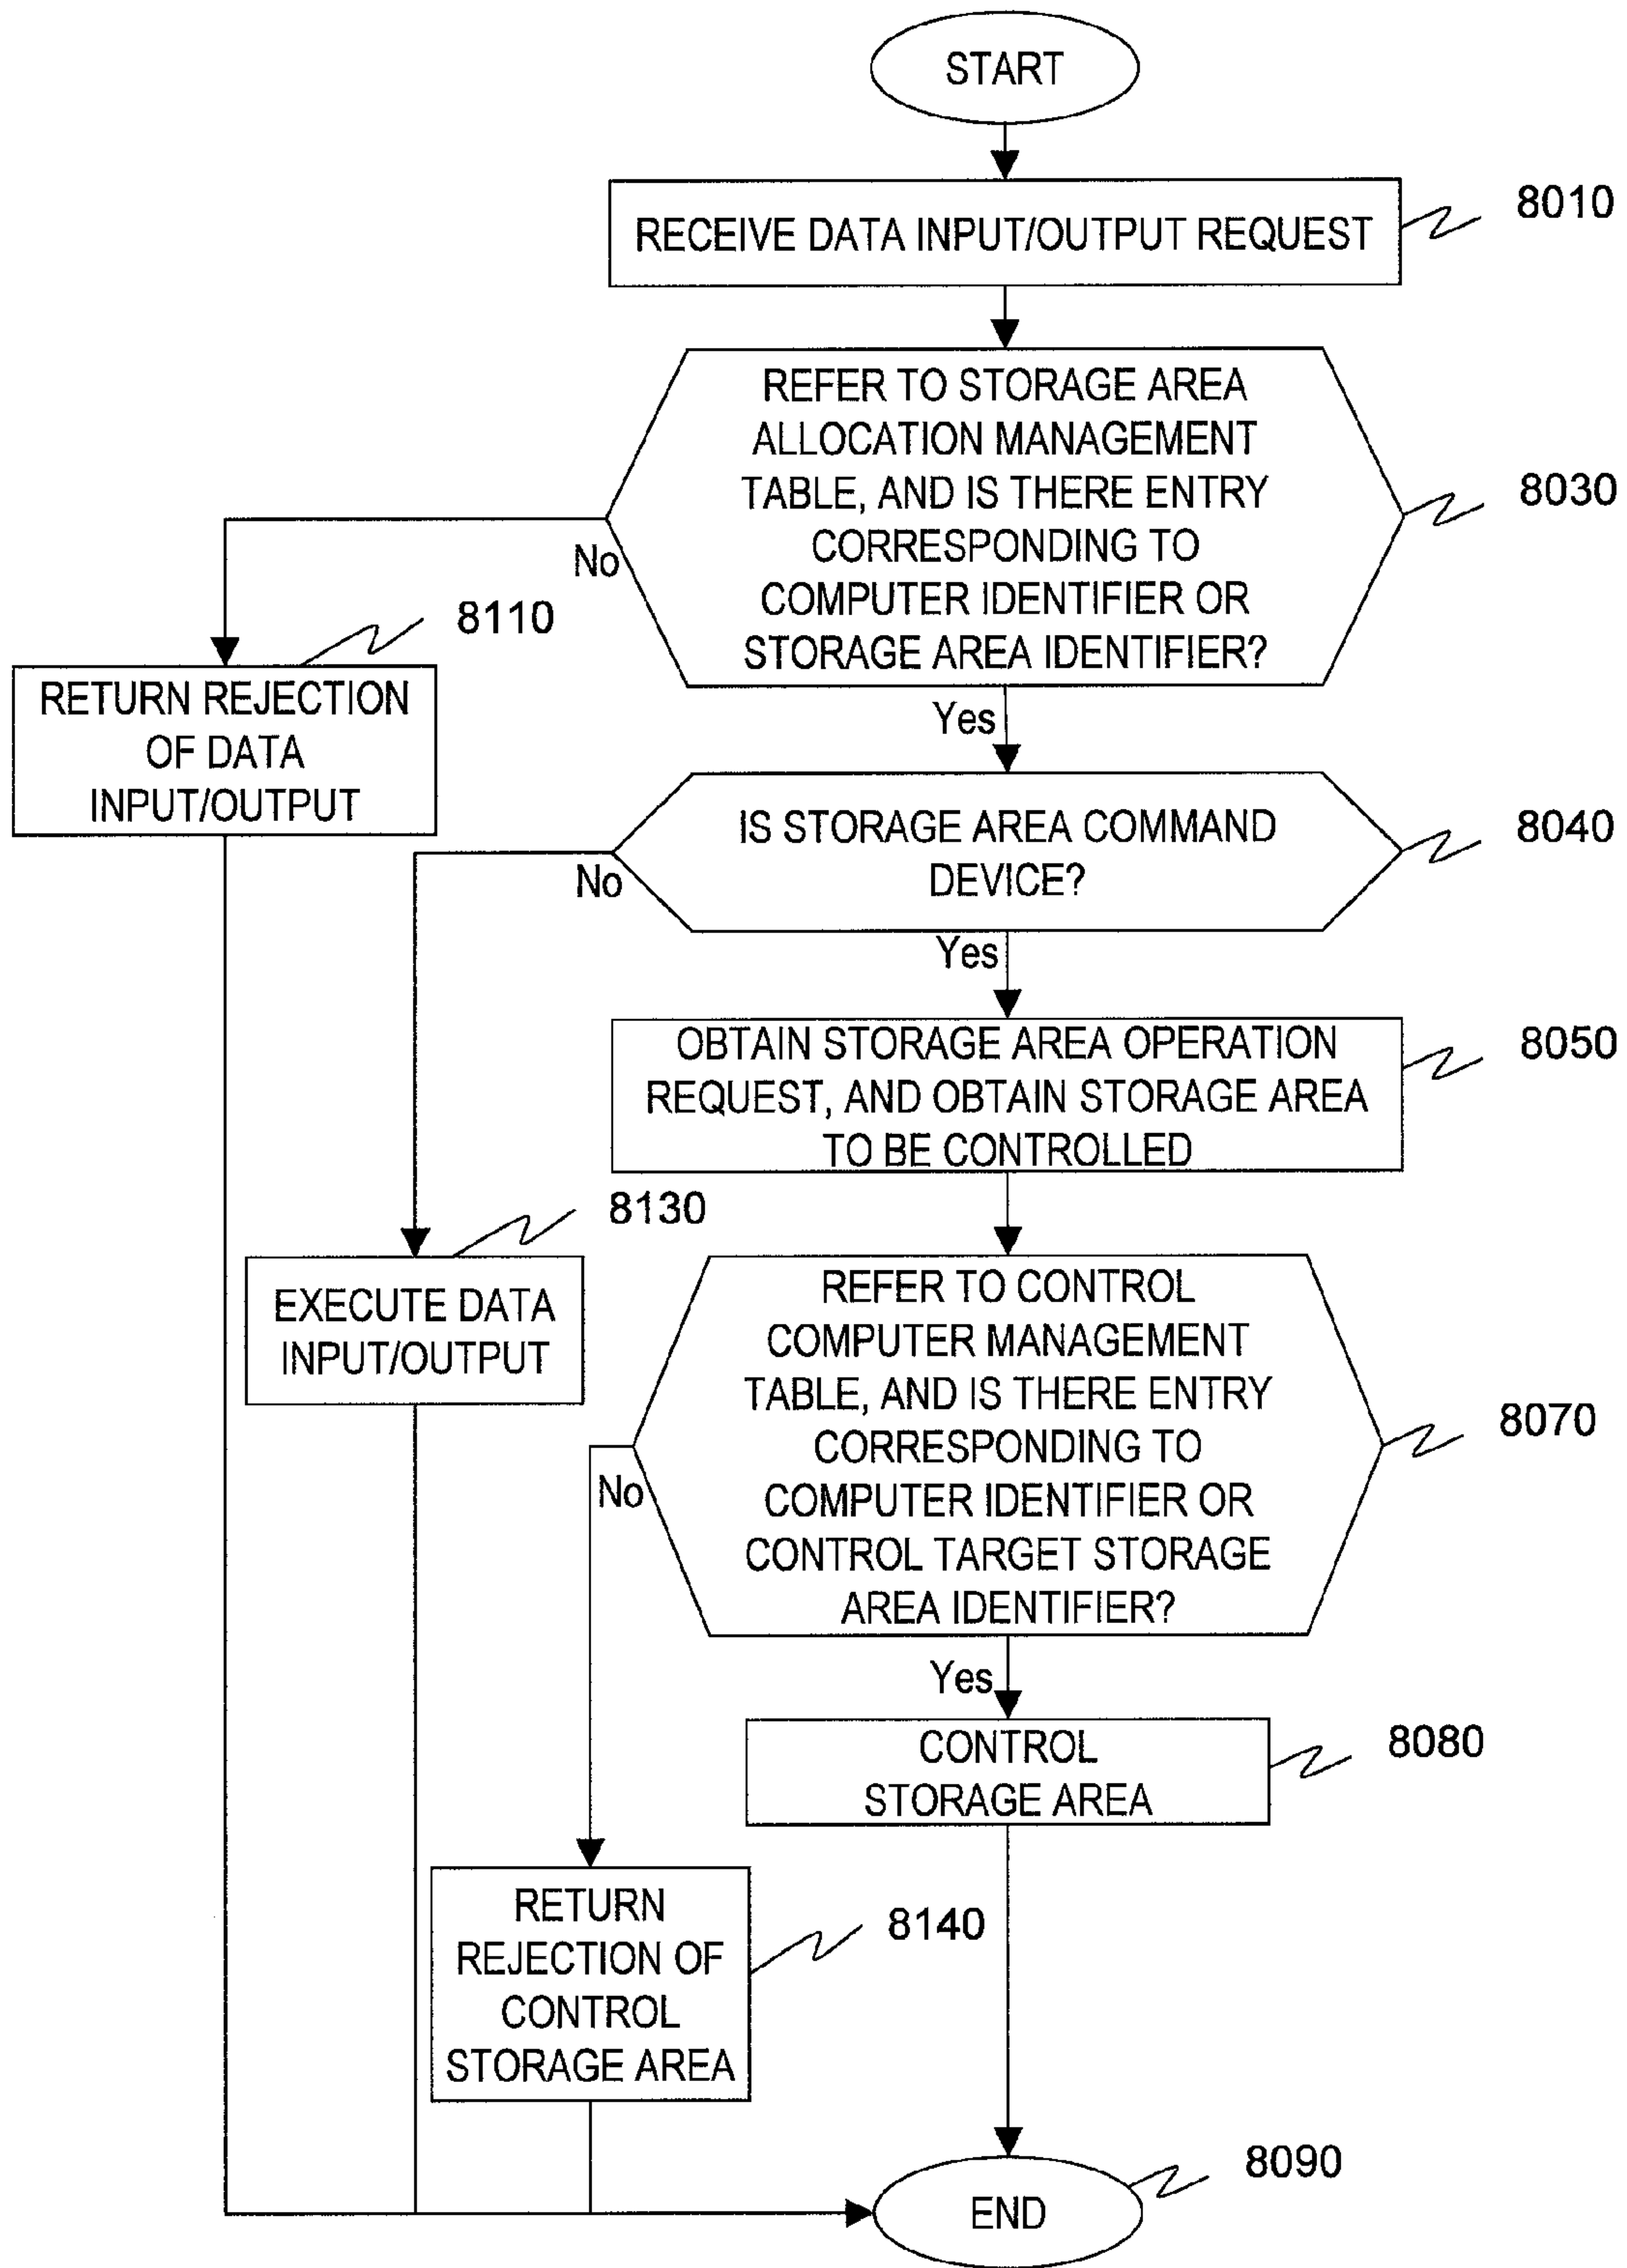 START
RECEIVE DATA INPUT/OUTPUT REQUEST
8010
REFER TO STORAGE AREA
ALLOCATION MANAGEMENT
TABLE, AND IS THERE ENTRY
CORRESPONDING TO
COMPUTER IDENTIFIER OR
STORAGE AREA IDENTIFIER?
8030
No
Yes
8110
RETURN REJECTION
OF DATA
INPUT/OUTPUT
IS STORAGE AREA COMMAND
DEVICE?
8040
No
Yes
OBTAIN STORAGE AREA OPERATION
REQUEST, AND OBTAIN STORAGE AREA
TO BE CONTROLLED
8050
8130
EXECUTE DATA
INPUT/OUTPUT
REFER TO CONTROL
COMPUTER MANAGEMENT
TABLE, AND IS THERE ENTRY
CORRESPONDING TO
COMPUTER IDENTIFIER OR
CONTROL TARGET STORAGE
AREA IDENTIFIER?
8070
No
Yes
CONTROL
STORAGE AREA
8080
RETURN
REJECTION OF
CONTROL
STORAGE AREA
8140
END
8090